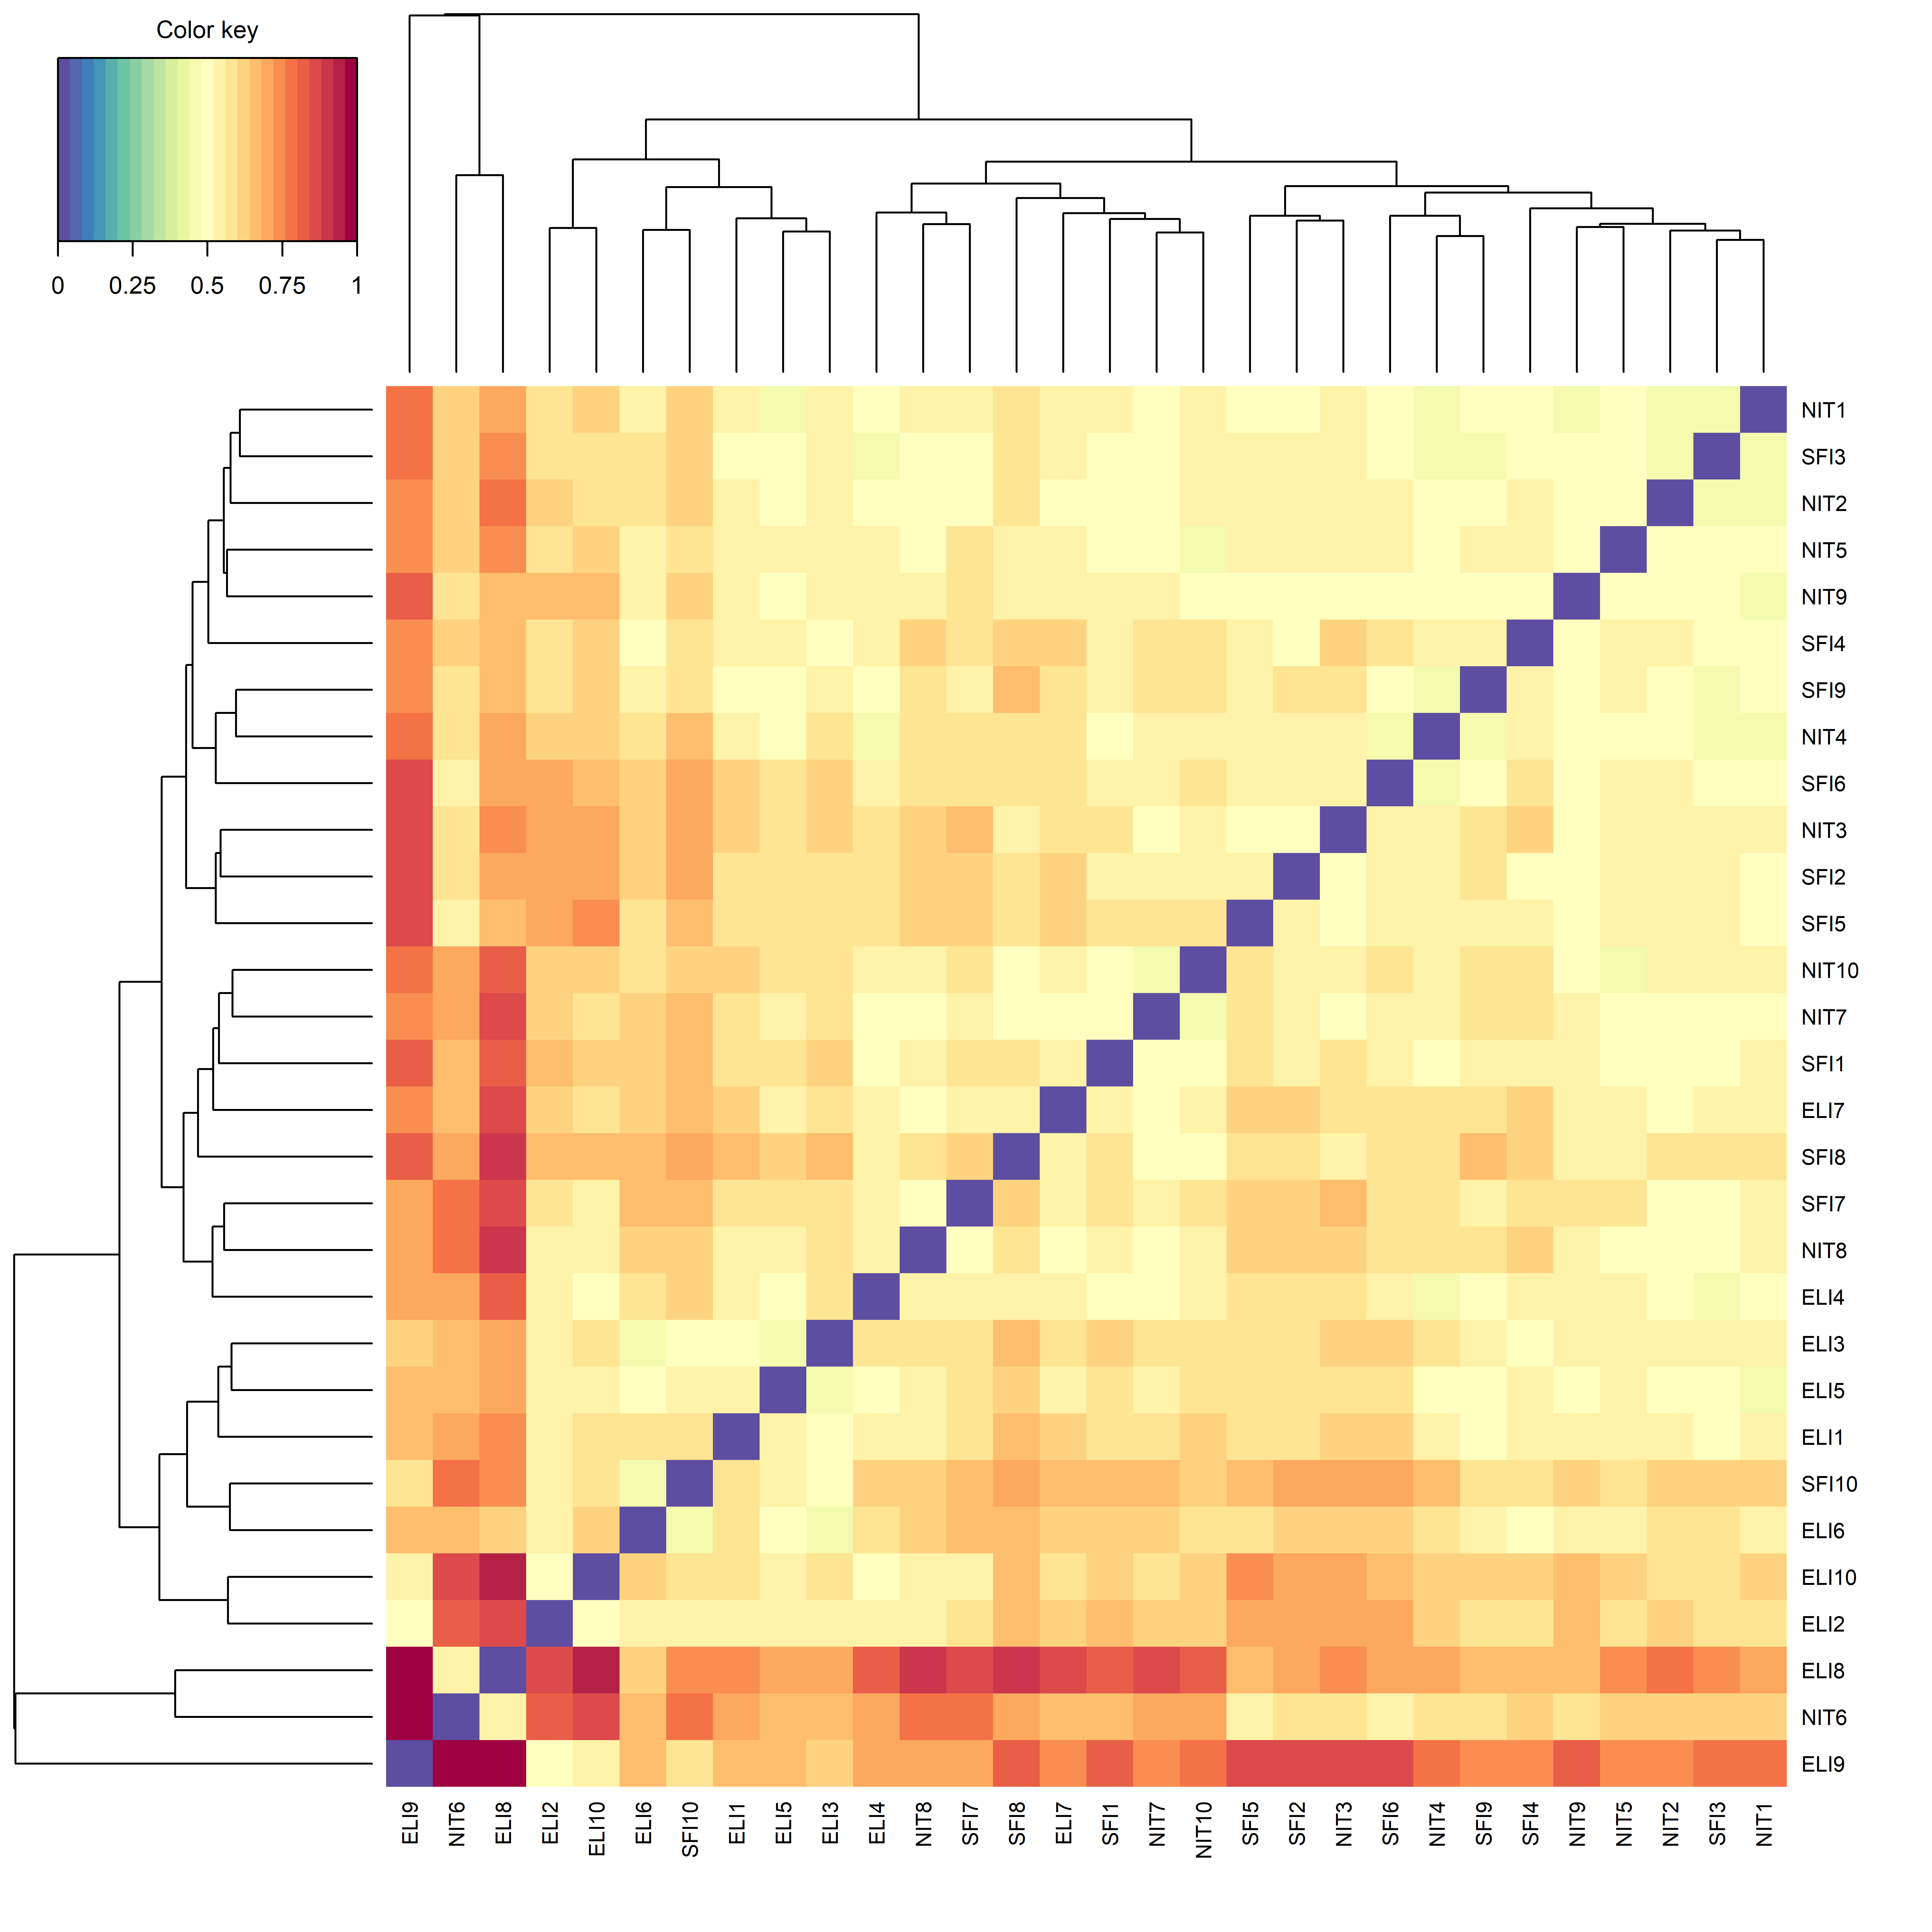 Color key
0 0.25 0.5 0.75 1
NIT1
SFI3
NIT2
NIT5
NIT9
SFI4
SFI9
NIT4
SFI6
NIT3
SFI2
SFI5
NIT10
NIT7
SFI1
ELI7
SFI8
SFI7
NIT8
ELI4
ELI3
ELI5
ELI1
SFI10
ELI6
ELI10
ELI2
ELI8
NIT6
ELI9
ELI9 NIT6 ELI8 ELI2 ELI10 ELI6 SFI10 ELI1 ELI5 ELI3 ELI4 NIT8 SFI7 SFI8 ELI7 SFI1 NIT7 NIT10 SFI5 SFI2 NIT3 SFI6 NIT4 SFI9 SFI4 NIT9 NIT5 NIT2 SFI3 NIT1